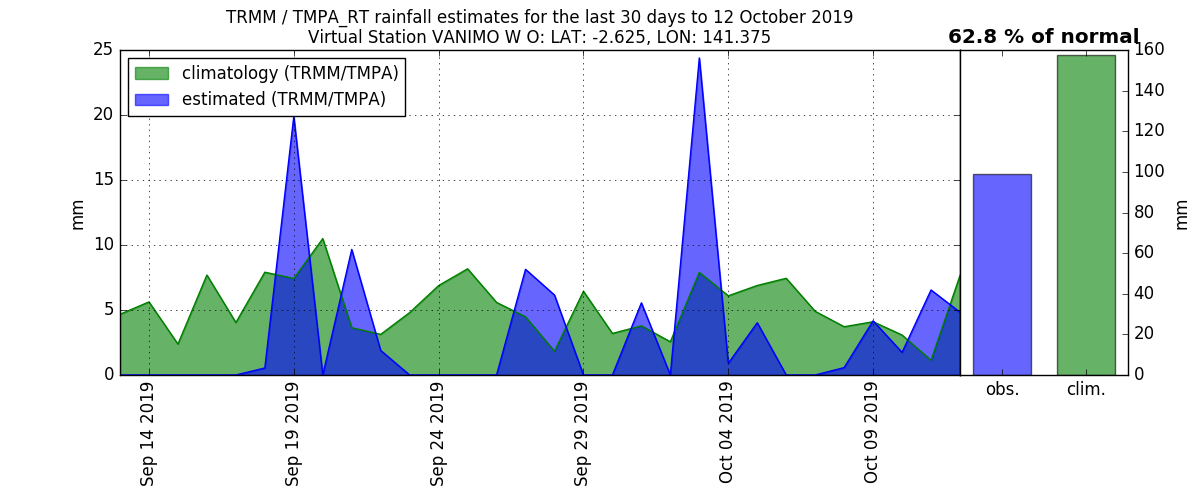 TRMM / TMPA_RT rainfall estimates for the last 30 days to 12 October 2019
Virtual Station VANIMO W O: LAT: -2.625, LON: 141.375
62.8 % of normal
climatology (TRMM/TMPA)
estimated (TRMM/TMPA)
mm
25
20
15
10
5
0
Sep 14 2019
Sep 19 2019
Sep 24 2019
Sep 29 2019
Oct 04 2019
Oct 09 2019
obs.
clim.
160
140
120
100
80
60
40
20
0
mm